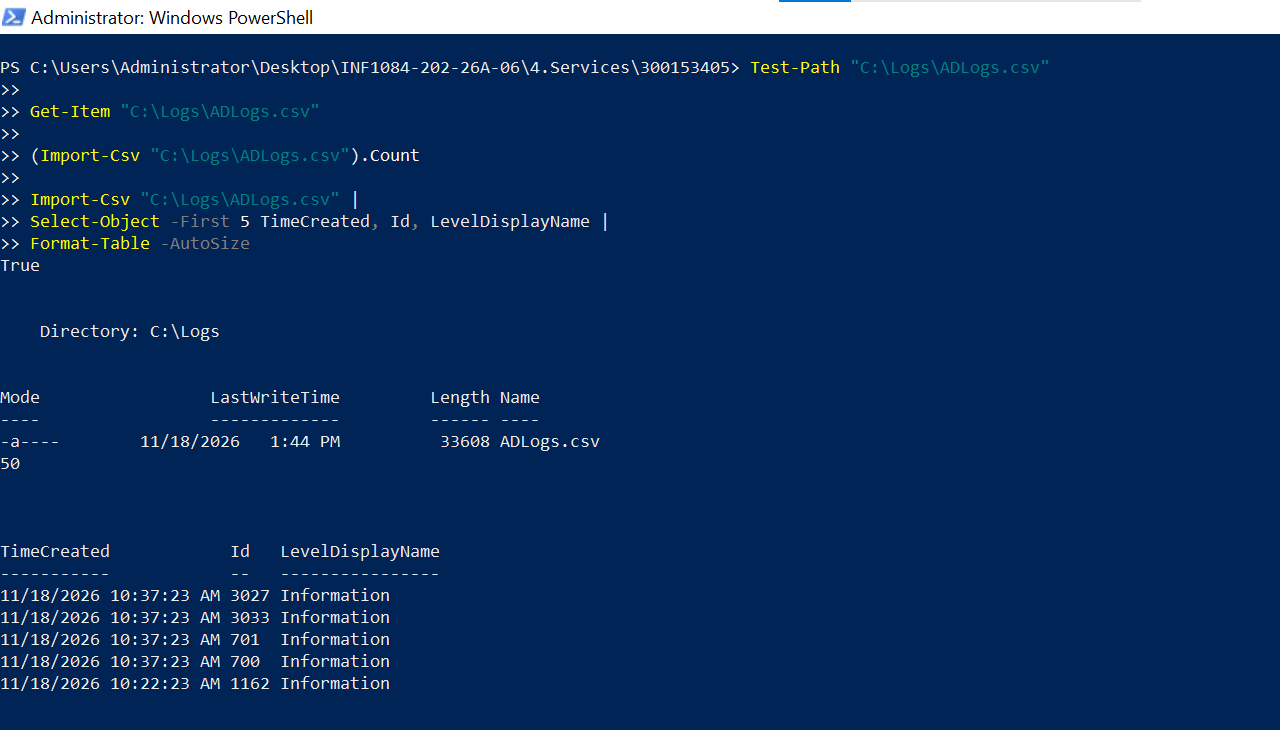 Administrator: Windows PowerShell
PS C:\Users\Administrator\Desktop\INF1084-202-26A-06\4.Services\300153405> Test-Path "C:\Logs\ADLogs.csv"
>>
>> Get-Item "C:\Logs\ADLogs.csv"
>>
>> (Import-Csv "C:\Logs\ADLogs.csv").Count
>>
>> Import-Csv "C:\Logs\ADLogs.csv" |
>> Select-Object -First 5 TimeCreated, Id, LevelDisplayName |
>> Format-Table -AutoSize
True
    Directory: C:\Logs
Mode                 LastWriteTime         Length Name
----                 -------------         ------ ----
-a----        11/18/2026   1:44 PM          33608 ADLogs.csv
50
TimeCreated            Id   LevelDisplayName
-----------            --   ----------------
11/18/2026 10:37:23 AM 3027 Information
11/18/2026 10:37:23 AM 3033 Information
11/18/2026 10:37:23 AM 701  Information
11/18/2026 10:37:23 AM 700  Information
11/18/2026 10:22:23 AM 1162 Information